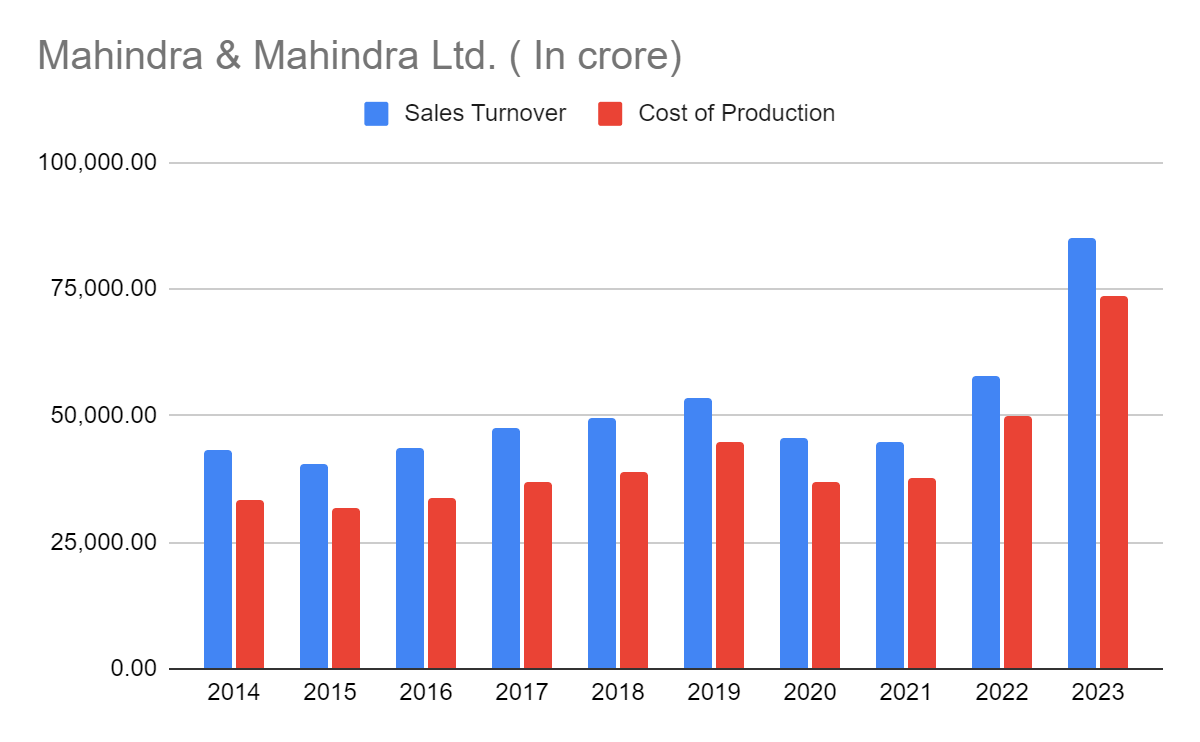 Mahindra & Mahindra Ltd. ( In crore)
Sales Turnover Cost of Production
100,000.00
75,000.00
50,000.00
25,000.00
0.00
2014 2015 2016 2017 2018 2019 2020 2021 2022 2023